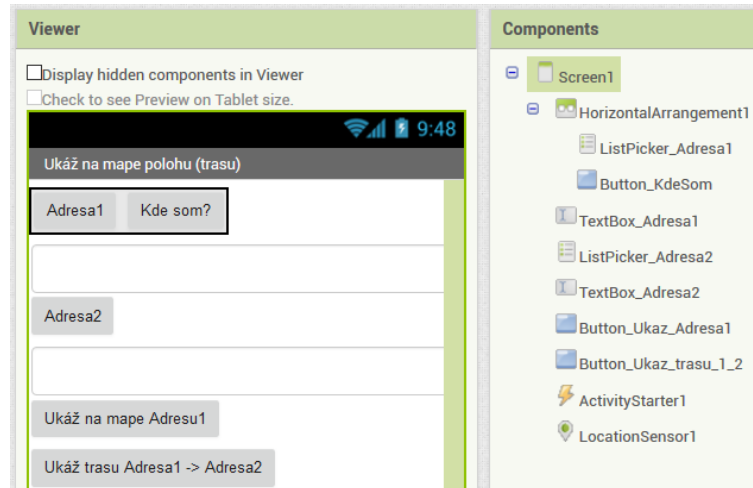 Viewer
Display hidden components in Viewer
Check to see Preview on Tablet size.
9:48
Ukáž na mape polohu (trasu)
Adresa1
Kde som?
Adresa2
Ukáž na mape Adresu1
Ukáž trasu Adresa1 -> Adresa2
Components
Screen1
HorizontalArrangement1
ListPicker_Adresa1
Button_KdeSom
TextBox_Adresa1
ListPicker_Adresa2
TextBox_Adresa2
Button_Ukaz_Adresa1
Button_Ukaz_trasu_1_2
ActivityStarter1
LocationSensor1